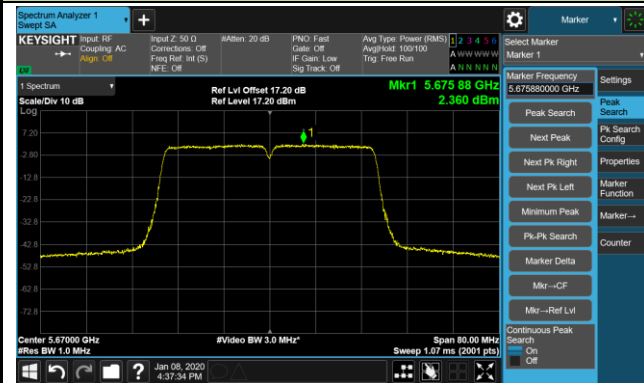 Spectrum Analyzer 1
Swept SA
Marker
KEYSIGHT
Input: RF
Coupling: AC
Align: Off
Input Z: 50 Ω
Corrections: Off
Freq Ref: Int (S)
NFE: Off
#Atten: 20 dB
PNO: Fast
Gate: Off
IF Gain: Low
Sig Track: Off
Avg Type: Power (RMS)
Avg|Hold: 100/100
Trig: Free Run
1 2 3 4 5 6
A W W W W W
A N N N N N
Select Marker
Marker 1
1 Spectrum
Scale/Div 10 dB
Log
Ref Lvl Offset 17.20 dB
Ref Level 17.20 dBm
Mkr1 5.675 88 GHz
2.360 dBm
1
7.20
-2.80
-12.8
-22.8
-32.8
-42.8
-52.8
-62.8
-72.8
Center 5.67000 GHz
#Res BW 1.0 MHz
#Video BW 3.0 MHz*
Span 80.00 MHz
Sweep 1.07 ms (2001 pts)
Marker Frequency
5.675880000 GHz
Peak Search
Next Peak
Next Pk Right
Next Pk Left
Minimum Peak
Pk-Pk Search
Marker Delta
Mkr→CF
Mkr→Ref Lvl
Continuous Peak
Search
On
Off
Settings
Peak
Search
Pk Search
Config
Properties
Marker
Function
Marker→
Counter
?
Jan 08, 2020
4:37:34 PM